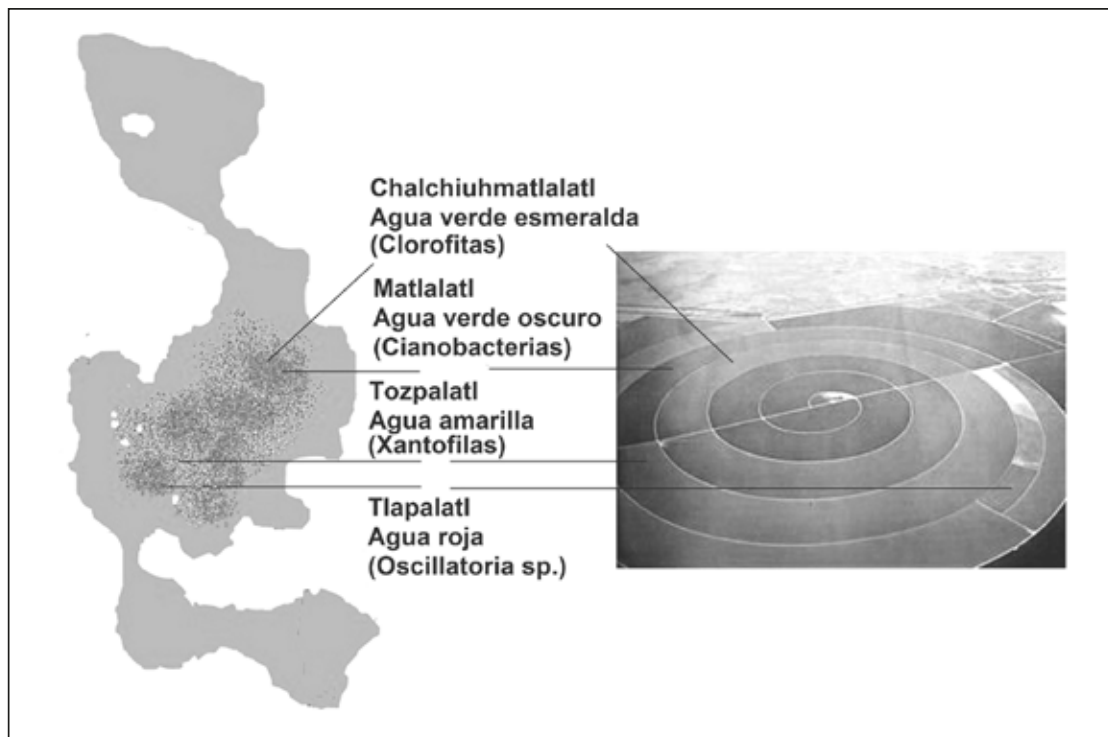 Chalchiuhmatlalatl
Agua verde esmeralda
(Clorofitas)
Matlalatl
Agua verde oscuro
(Cianobacterias)
Tozpalatl
Agua amarilla
(Xantofilas)
Tlapalatl
Agua roja
(Oscillatoria sp.)